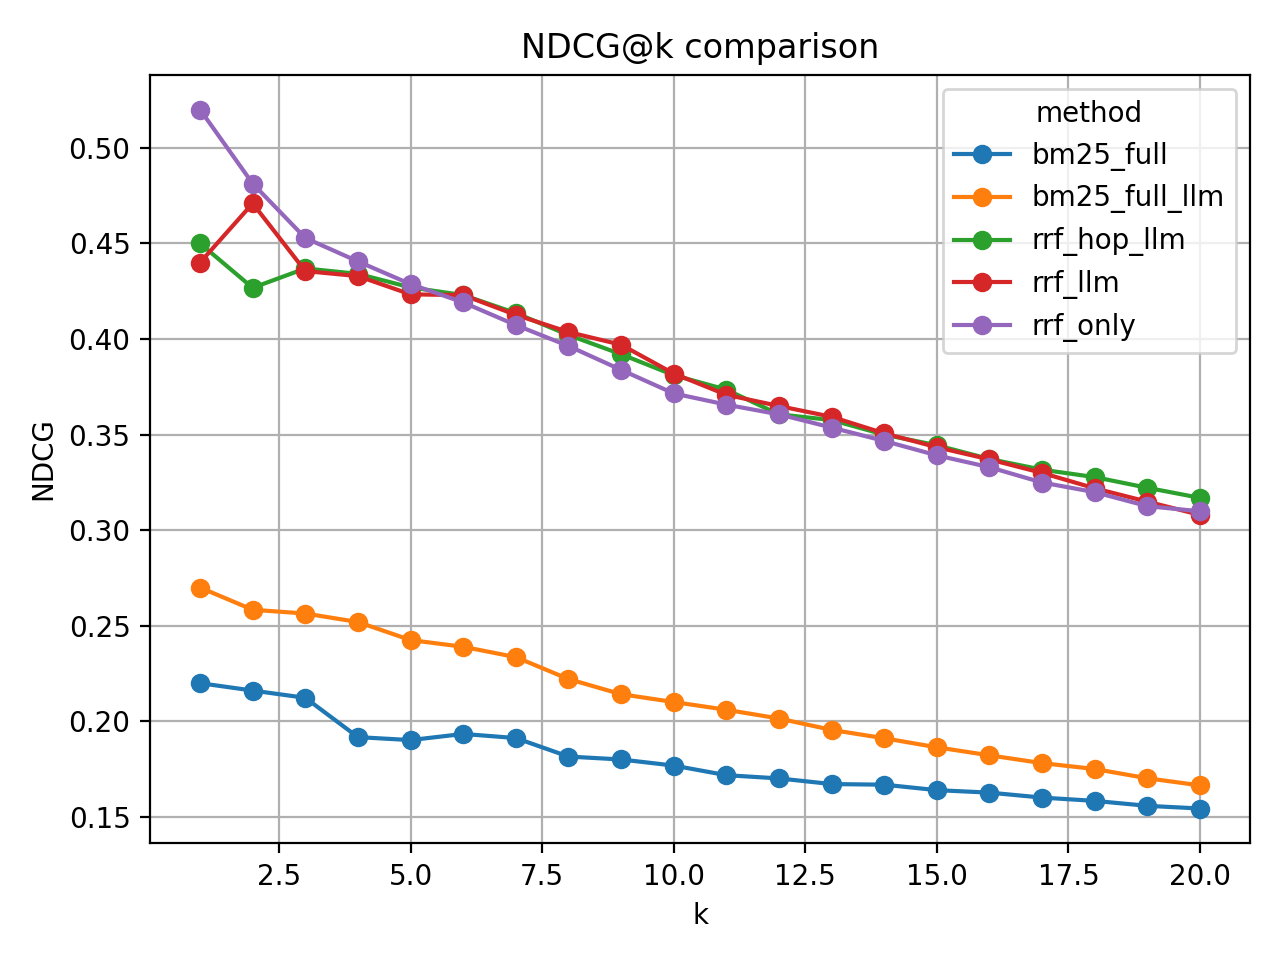 NDCG@k comparison
method
bm25_full
bm25_full_llm
rrf_hop_llm
rrf_llm
rrf_only
NDCG
0.50
0.45
0.40
0.35
0.30
0.25
0.20
0.15
2.5 5.0 7.5 10.0 12.5 15.0 17.5 20.0
k